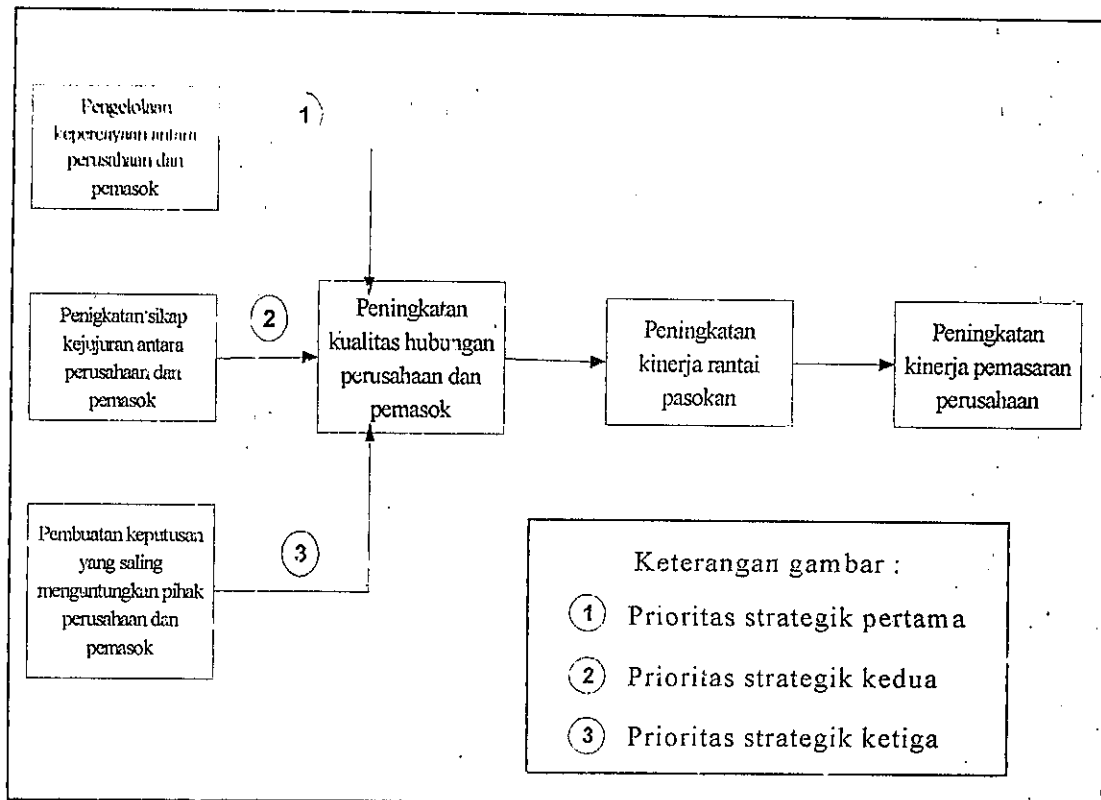 Pengelolaan
kepercayaan antara
perusahaan dan
pemasok
1
Penigkatan sikap
kejujuran antara
perusahaan dan
pemasok
2
Peningkatan
kualitas hubungan
perusahaan dan
pemasok
Peningkatan
kinerja rantai
pasokan
Peningkatan
kinerja pemasaran
perusahaan
Pembuatan keputusan
yang saling
menguntungkan pihak
perusahaan dan
pemasok
3
Keterangan gambar :
1 Prioritas strategik pertama
2 Prioritas strategik kedua
3 Prioritas strategik ketiga